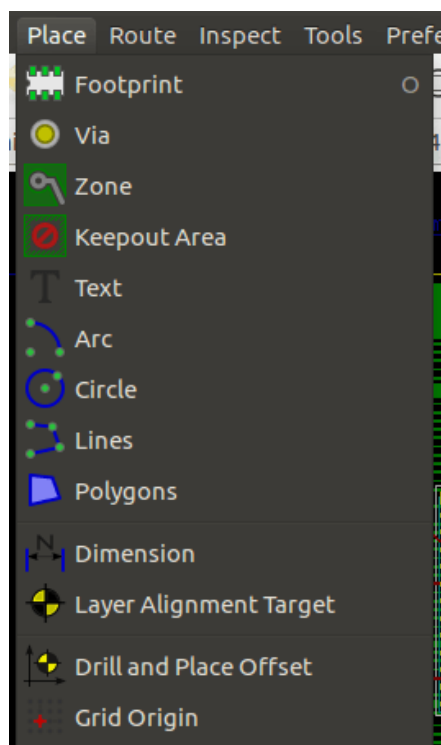 Place Route Inspect Tools Prefe
Footprint O
Via
Zone
Keepout Area
Text
Arc
Circle
Lines
Polygons
Dimension
Layer Alignment Target
Drill and Place Offset
Grid Origin